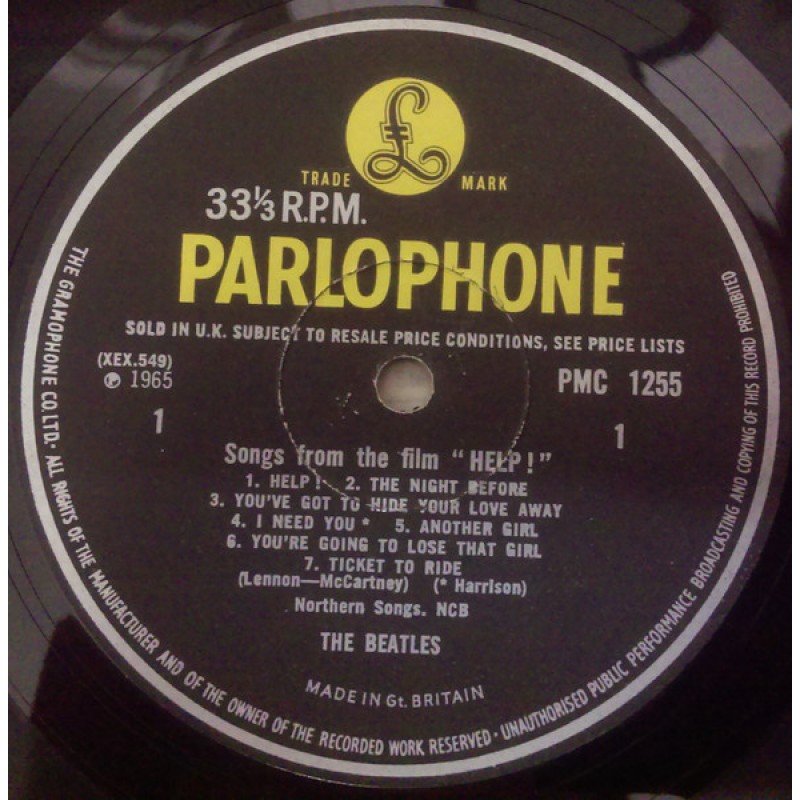 £
TRADE MARK
33⅓ R.P.M.
PARLOPHONE
SOLD IN U.K. SUBJECT TO RESALE PRICE CONDITIONS, SEE PRICE LISTS
(XEX.549)
℗ 1965
PMC 1255
1
1
Songs from the film "HELP!"
1. HELP! 2. THE NIGHT BEFORE
3. YOU'VE GOT TO HIDE YOUR LOVE AWAY
4. I NEED YOU * 5. ANOTHER GIRL
6. YOU'RE GOING TO LOSE THAT GIRL
7. TICKET TO RIDE
(Lennon—McCartney) (* Harrison)
Northern Songs. NCB
THE BEATLES
MADE IN Gt. BRITAIN
THE GRAMOPHONE CO. LTD. · ALL RIGHTS OF THE MANUFACTURER AND OF THE OWNER OF THE RECORDED WORK RESERVED · UNAUTHORISED PUBLIC PERFORMANCE BROADCASTING AND COPYING OF THIS RECORD PROHIBITED